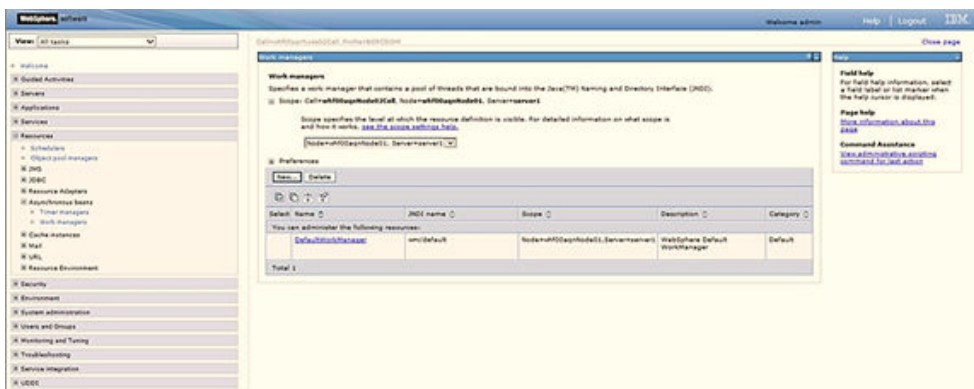 WebSphere. software
Welcome admin
Help | Logout
IBM
View: All tasks
Welcome
Guided Activities
Servers
Applications
Services
Resources
Schedulers
Object pool managers
JMS
JDBC
Resource Adapters
Asynchronous beans
Timer managers
Work managers
Cache instances
Mail
URL
Resource Environment
Security
Environment
System administration
Users and Groups
Monitoring and Tuning
Troubleshooting
Service integration
UDDI
Close page
Work managers
Work managers
Specifies a work manager that contains a pool of threads that are bound into the Java(TM) Naming and Directory Interface (JNDI).
Scope: Server=server1
Scope specifies the level at which the resource definition is visible. For detailed information on what scope is
and how it works, see the scope settings help.
Server=server1
Preferences
New... Delete
Select Name JNDI name Scope Description Category
You can administer the following resources:
DefaultWorkManager wm/default Server=server1 WebSphere Default WorkManager Default
Total 1
Help
Field help
For field help information, select
a field label or list marker when
the help cursor is displayed.
Page help
More information about this
page
Command Assistance
View administrative scripting
command for last action